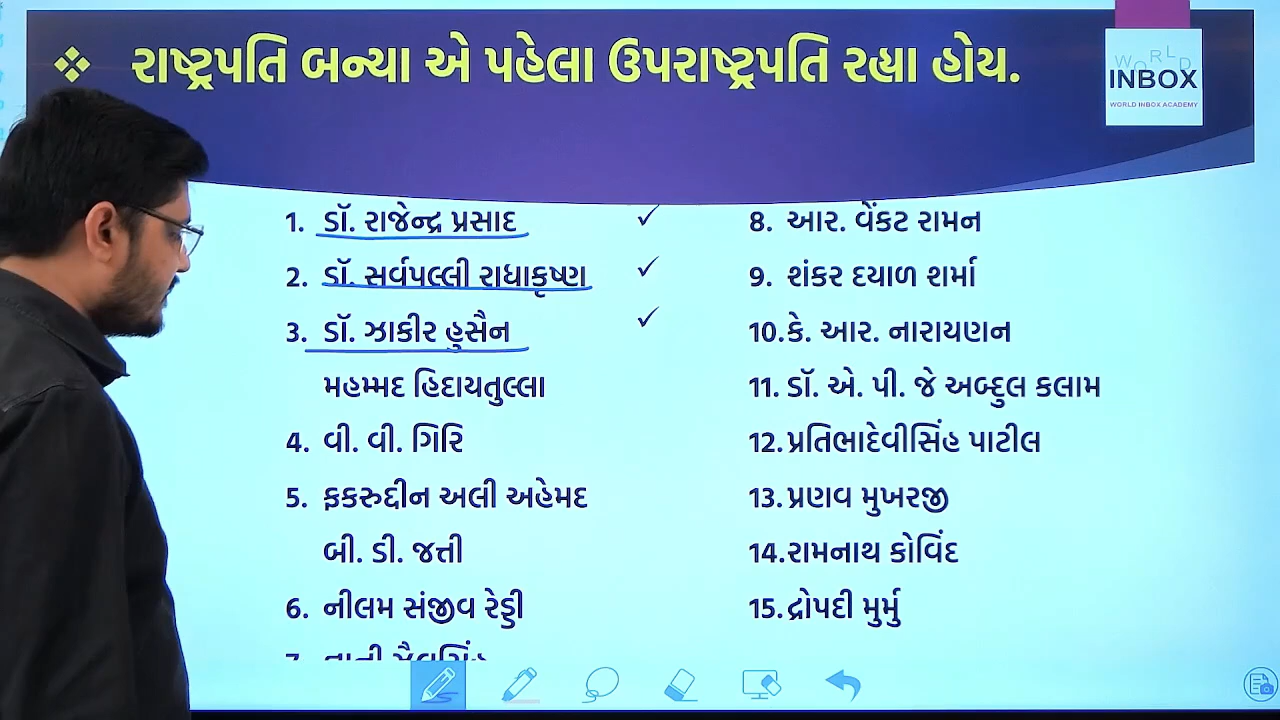 ❖ રાષ્ટ્રપતિ બન્યા એ પહેલા ઉપરાષ્ટ્રપતિ રહ્યા હોય.
WORLD
INBOX
WORLD INBOX ACADEMY
1. ડૉ. રાજેન્દ્ર પ્રસાદ ✓
2. ડૉ. સર્વપલ્લી રાધાકૃષ્ણ ✓
3. ડૉ. ઝાકીર હુસૈન ✓
મહમ્મદ હિદાયતુલ્લા
4. વી. વી. ગિરિ
5. ફકરુદ્દીન અલી અહેમદ
બી. ડી. જત્તી
6. નીલમ સંજીવ રેડ્ડી
8. આર. વેંકટ રામન
9. શંકર દયાળ શર્મા
10. કે. આર. નારાયણન
11. ડૉ. એ. પી. જે અબ્દુલ કલામ
12. પ્રતિભાદેવીસિંહ પાટીલ
13. પ્રણવ મુખરજી
14. રામનાથ કોવિંદ
15. દ્રોપદી મુર્મુ